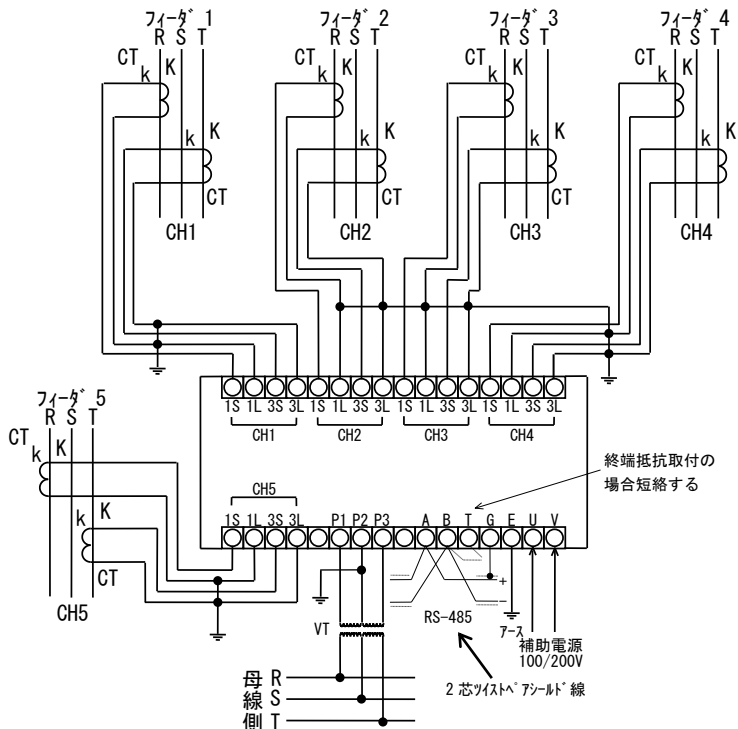 フィーダ 1 フィーダ 2 フィーダ 3 フィーダ 4
R S T R S T R S T R S T
CT CT CT CT
k K k K k K k K
k K k K k K k K
CT CT CT CT
CH1 CH2 CH3 CH4
1S 1L 3S 3L 1S 1L 3S 3L 1S 1L 3S 3L 1S 1L 3S 3L
CH1 CH2 CH3 CH4
フィーダ 5
R S T
CT
k K
k K
CT
CH5
終端抵抗取付の
場合短絡する
CH5
1S 1L 3S 3L P1 P2 P3 A B T G E U V
+
-
RS-485
VT
アース
補助電源
100/200V
2芯ツイストペアシールド線
母 R
線 S
側 T